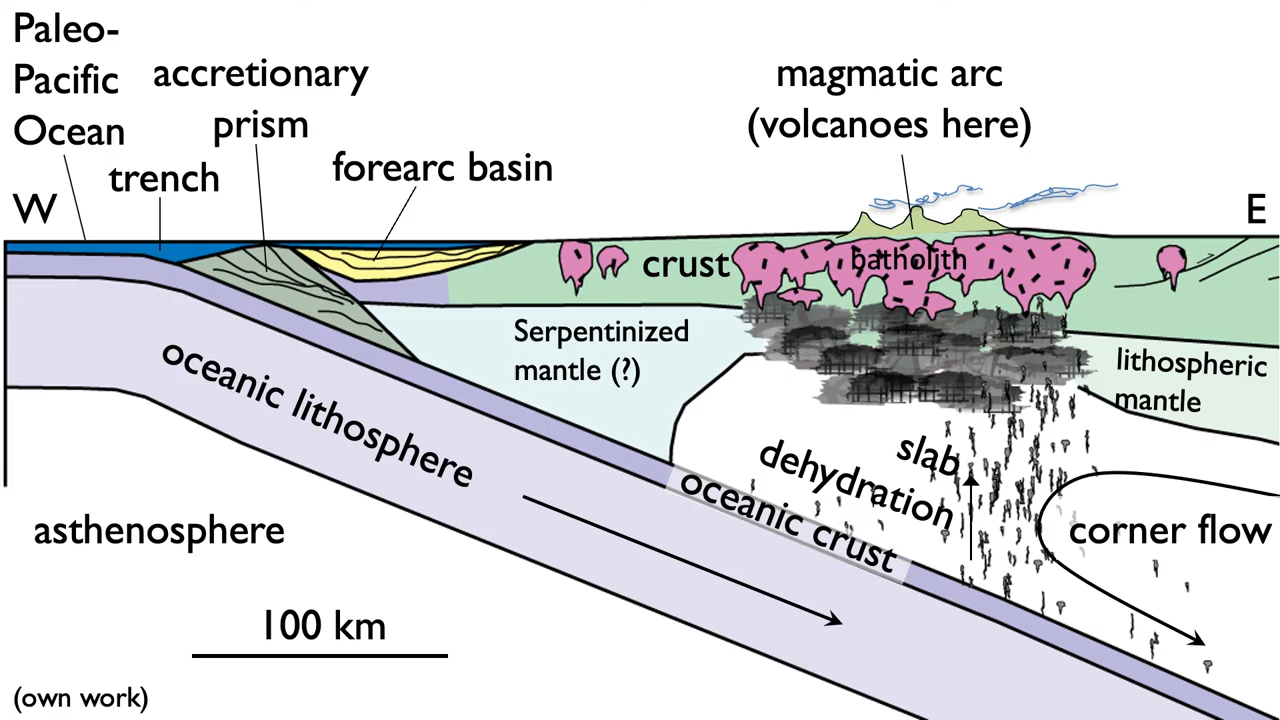 Paleo-
Pacific
Ocean
accretionary
prism
trench
forearc basin
magmatic arc
(volcanoes here)
W
E
crust
batholith
Serpentinized
mantle (?)
lithospheric
mantle
oceanic lithosphere
slab
dehydration
oceanic crust
corner flow
asthenosphere
100 km
(own work)